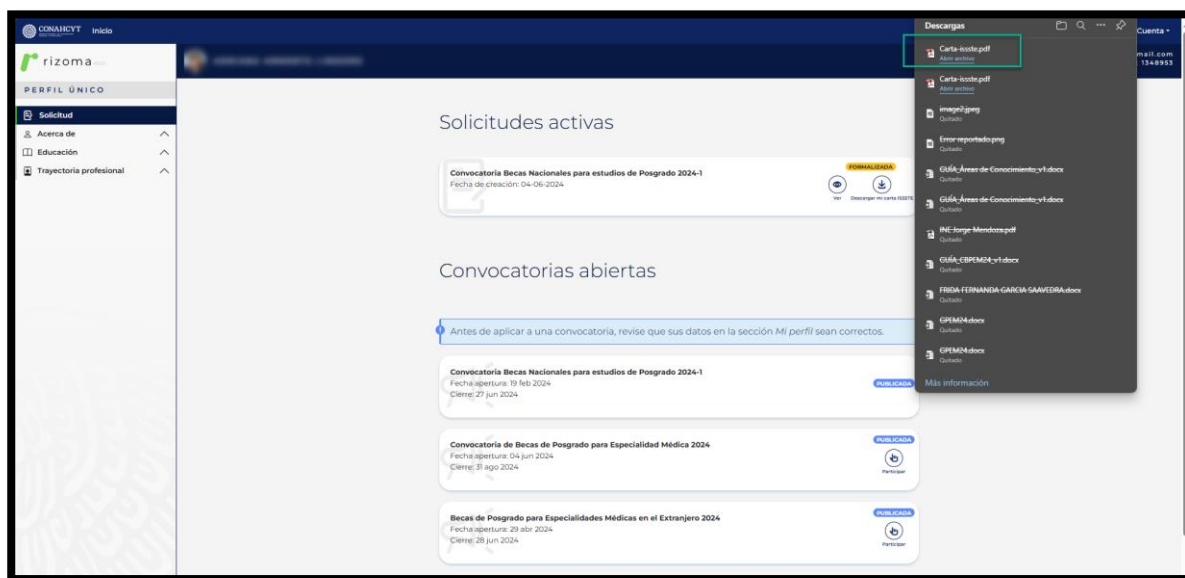 CONAHCYT
Inicio
Cuenta
rizoma
mail.com
1348953
PERFIL ÚNICO
Solicitud
Acerca de
Educación
Trayectoria profesional
Solicitudes activas
Convocatoria Becas Nacionales para estudios de Posgrado 2024-1
Fecha de creación: 04-06-2024
FORMALIZADA
Ver
Descargar mi carta ISSSTE
Convocatorias abiertas
Antes de aplicar a una convocatoria, revise que sus datos en la sección Mi perfil sean correctos.
Convocatoria Becas Nacionales para estudios de Posgrado 2024-1
Fecha apertura: 19 feb 2024
Cierre: 27 jun 2024
PUBLICADA
Convocatoria de Becas de Posgrado para Especialidad Médica 2024
Fecha apertura: 04 jun 2024
Cierre: 31 ago 2024
PUBLICADA
Participar
Becas de Posgrado para Especialidades Médicas en el Extranjero 2024
Fecha apertura: 29 abr 2024
Cierre: 28 jun 2024
PUBLICADA
Participar
Descargas
Carta-issste.pdf
Abrir archivo
Carta-issste.pdf
Abrir archivo
image2.jpeg
Quitado
Error reportado.png
Quitado
GUÍA_Áreas de Conocimiento_v1.docx
Quitado
GUÍA_Áreas de Conocimiento_v1.docx
Quitado
INE Jorge Mendoza.pdf
Quitado
GUÍA_CBPEM24_v1.docx
Quitado
FRIDA FERNANDA GARCIA SAAVEDRA.docx
Quitado
GPEM24.docx
Quitado
GPEM24.docx
Quitado
Más información